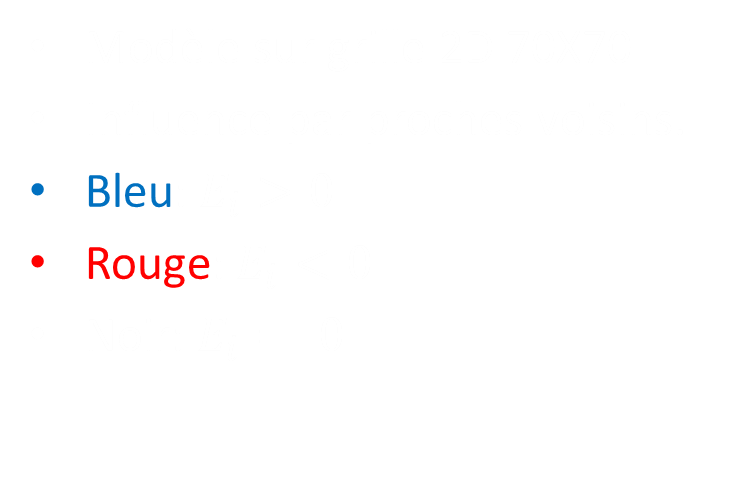 • Bleu
• Rouge